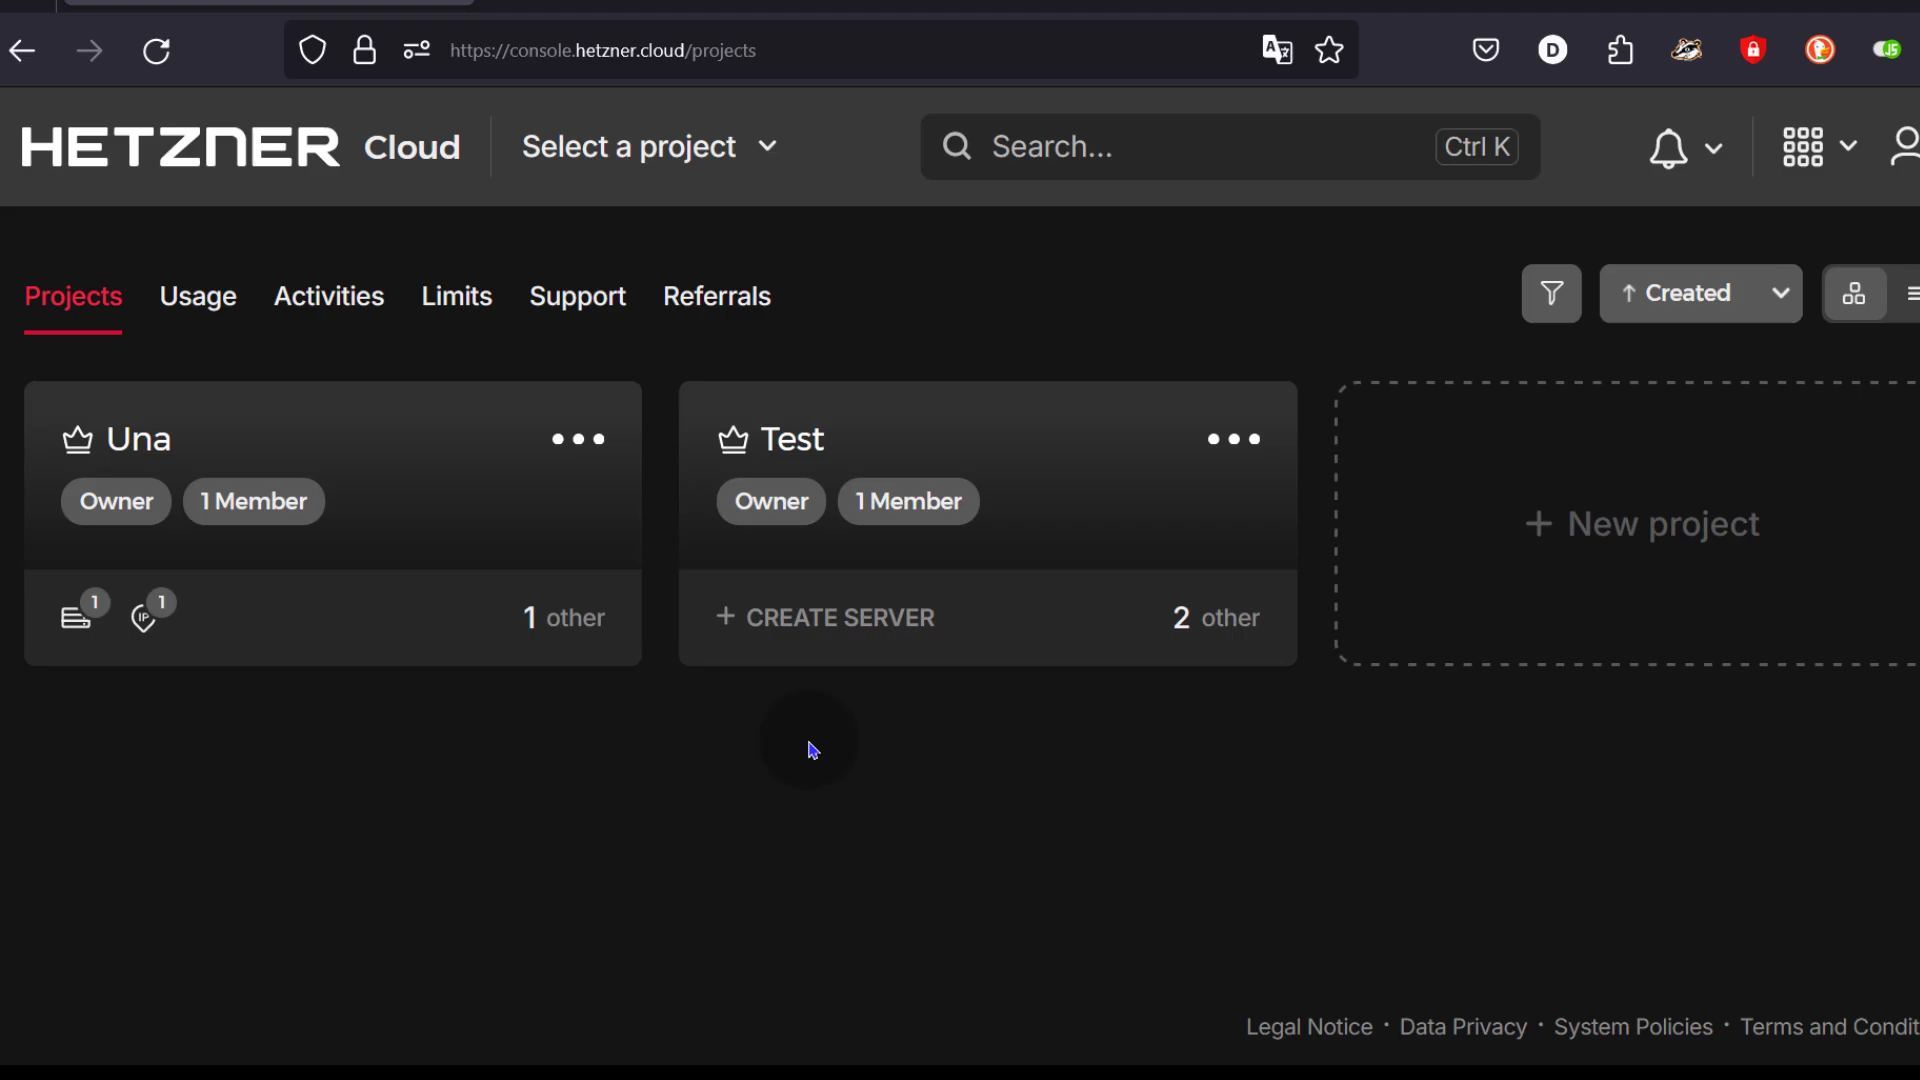 https://console.hetzner.cloud/projects
HETZNER Cloud
Select a project
Search...
Ctrl K
Projects
Usage
Activities
Limits
Support
Referrals
↑ Created
Una
Owner
1 Member
1
IP
1
1 other
Test
Owner
1 Member
+ CREATE SERVER
2 other
+ New project
Legal Notice · Data Privacy · System Policies · Terms and Condit